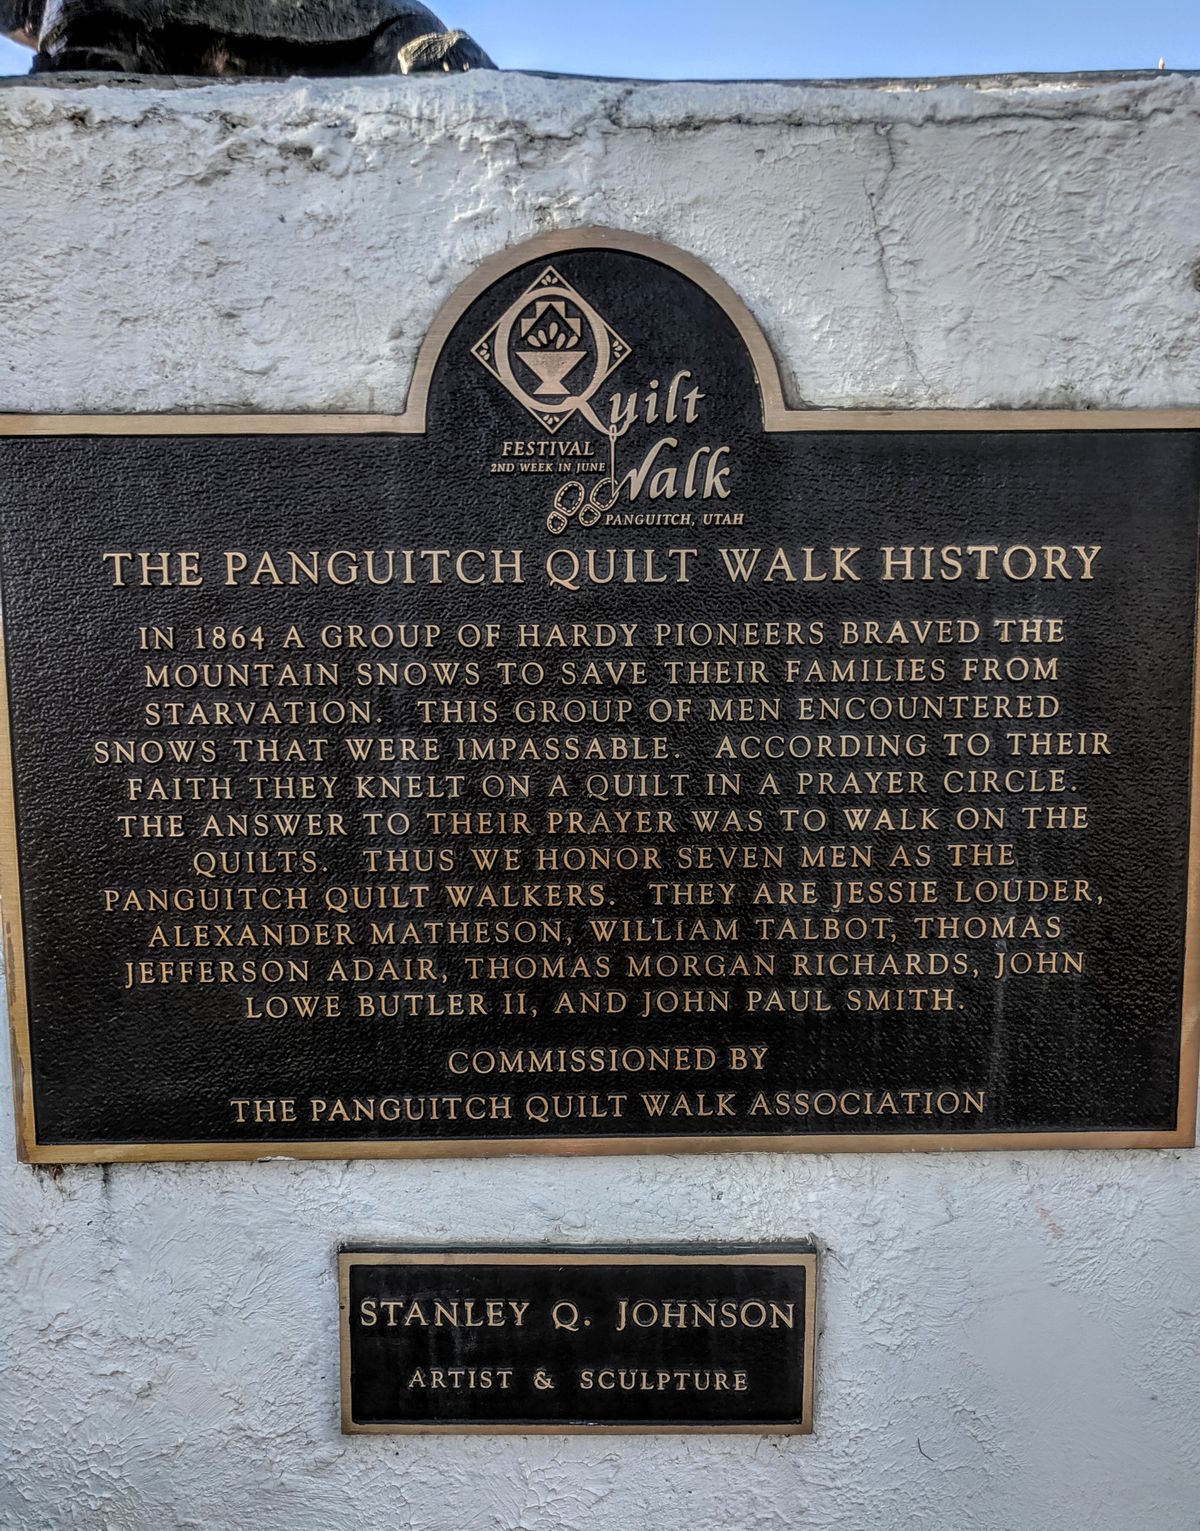 Quilt
Walk
FESTIVAL
2ND WEEK IN JUNE
PANGUITCH, UTAH
THE PANGUITCH QUILT WALK HISTORY
IN 1864 A GROUP OF HARDY PIONEERS BRAVED THE
MOUNTAIN SNOWS TO SAVE THEIR FAMILIES FROM
STARVATION. THIS GROUP OF MEN ENCOUNTERED
SNOWS THAT WERE IMPASSABLE. ACCORDING TO THEIR
FAITH THEY KNELT ON A QUILT IN A PRAYER CIRCLE.
THE ANSWER TO THEIR PRAYER WAS TO WALK ON THE
QUILTS. THUS WE HONOR SEVEN MEN AS THE
PANGUITCH QUILT WALKERS. THEY ARE JESSIE LOUDER,
ALEXANDER MATHESON, WILLIAM TALBOT, THOMAS
JEFFERSON ADAIR, THOMAS MORGAN RICHARDS, JOHN
LOWE BUTLER II, AND JOHN PAUL SMITH.
COMMISSIONED BY
THE PANGUITCH QUILT WALK ASSOCIATION
STANLEY Q. JOHNSON
ARTIST & SCULPTURE